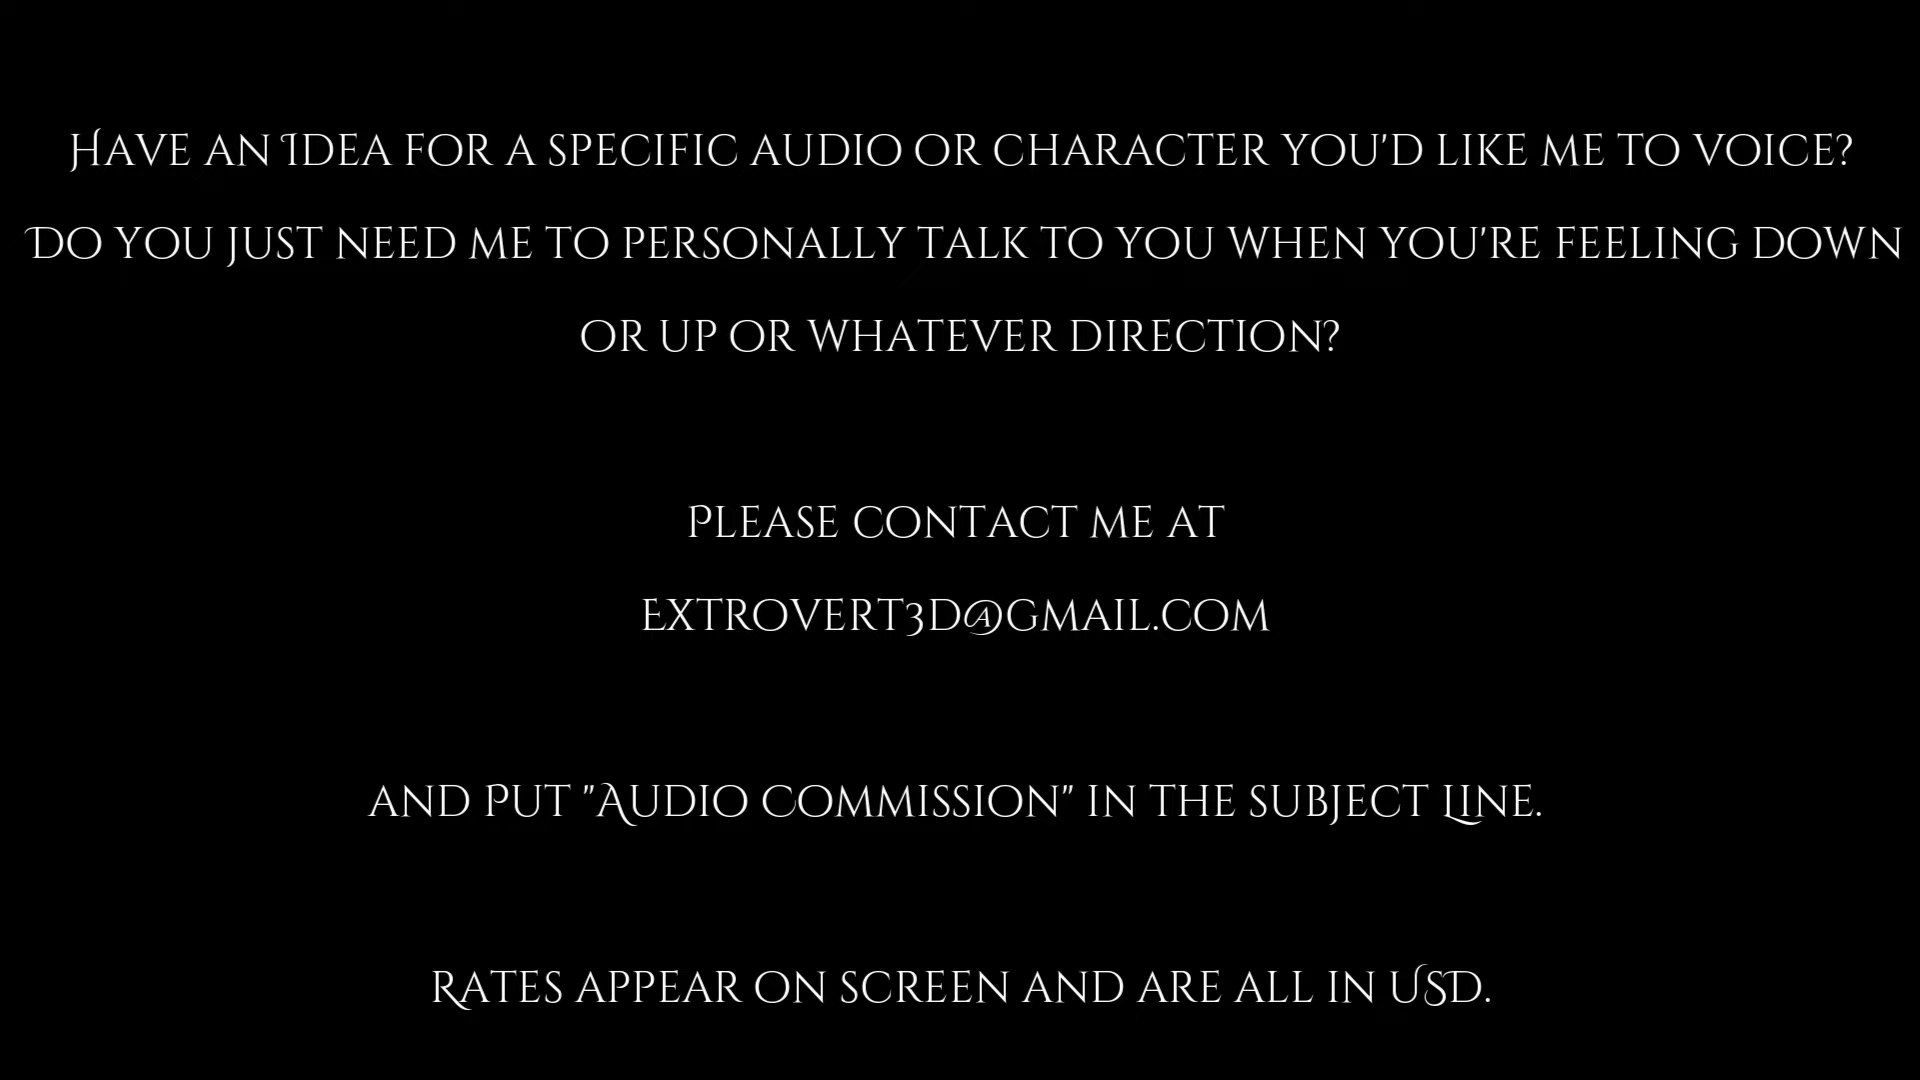 Have an Idea for a specific audio or character you'd like me to voice?
Do you just need me to personally talk to you when you're feeling down
or up or whatever direction?
Please contact me at
Extrovert3d@gmail.com
and Put "Audio Commission" in the subject Line.
Rates appear on screen and are all in USD.